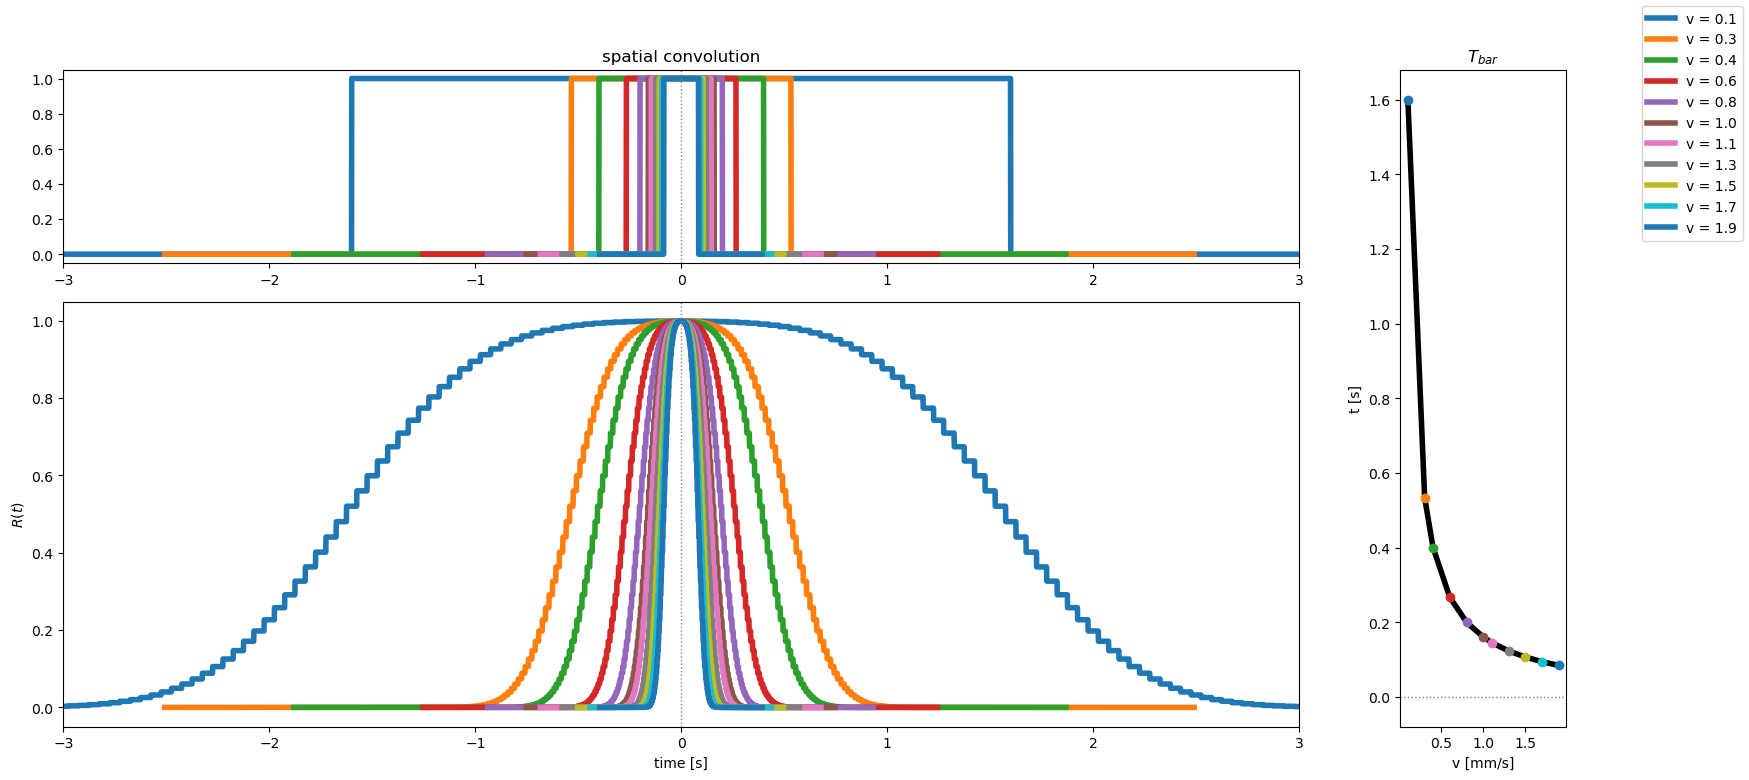 spatial convolution
1.0
0.8
0.6
0.4
0.2
0.0
−3
−2
−1
0
1
2
3
R(t)
1.0
0.8
0.6
0.4
0.2
0.0
−3
−2
−1
0
1
2
3
time [s]
T_bar
t [s]
1.6
1.4
1.2
1.0
0.8
0.6
0.4
0.2
0.0
0.5
1.0
1.5
v [mm/s]
v = 0.1
v = 0.3
v = 0.4
v = 0.6
v = 0.8
v = 1.0
v = 1.1
v = 1.3
v = 1.5
v = 1.7
v = 1.9